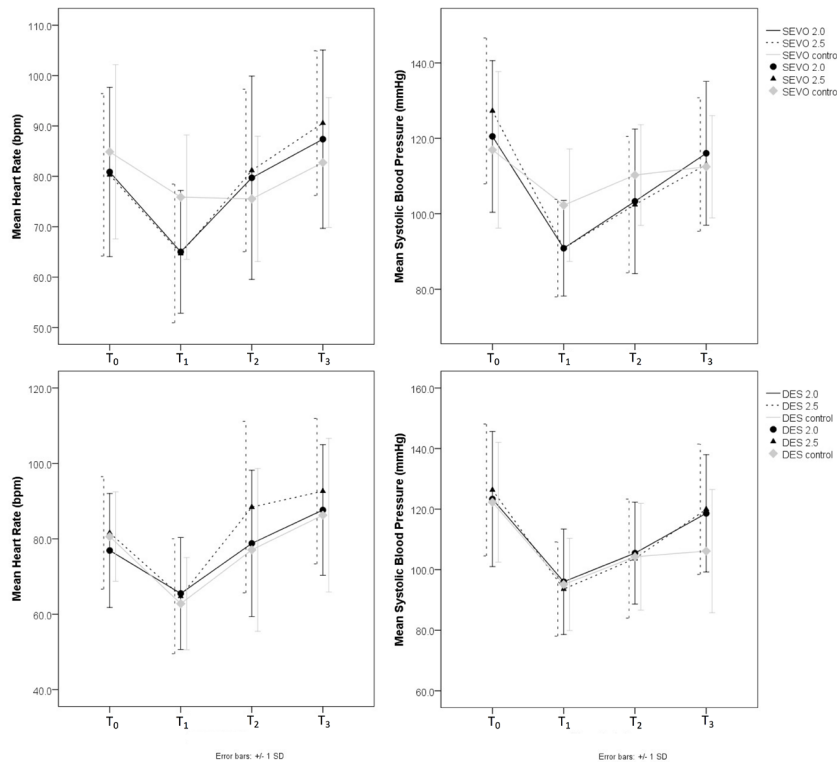 Mean Heart Rate (bpm)
110.0
100.0
90.0
80.0
70.0
60.0
50.0
T0 T1 T2 T3
Mean Systolic Blood Pressure (mmHg)
140.0
120.0
100.0
80.0
T0 T1 T2 T3
SEVO 2.0
SEVO 2.5
SEVO control
SEVO 2.0
SEVO 2.5
SEVO control
Mean Heart Rate (bpm)
120.0
100.0
80.0
60.0
40.0
T0 T1 T2 T3
Error bars: +/- 1 SD
Mean Systolic Blood Pressure (mmHg)
160.0
140.0
120.0
100.0
80.0
60.0
T0 T1 T2 T3
Error bars: +/- 1 SD
DES 2.0
DES 2.5
DES control
DES 2.0
DES 2.5
DES control